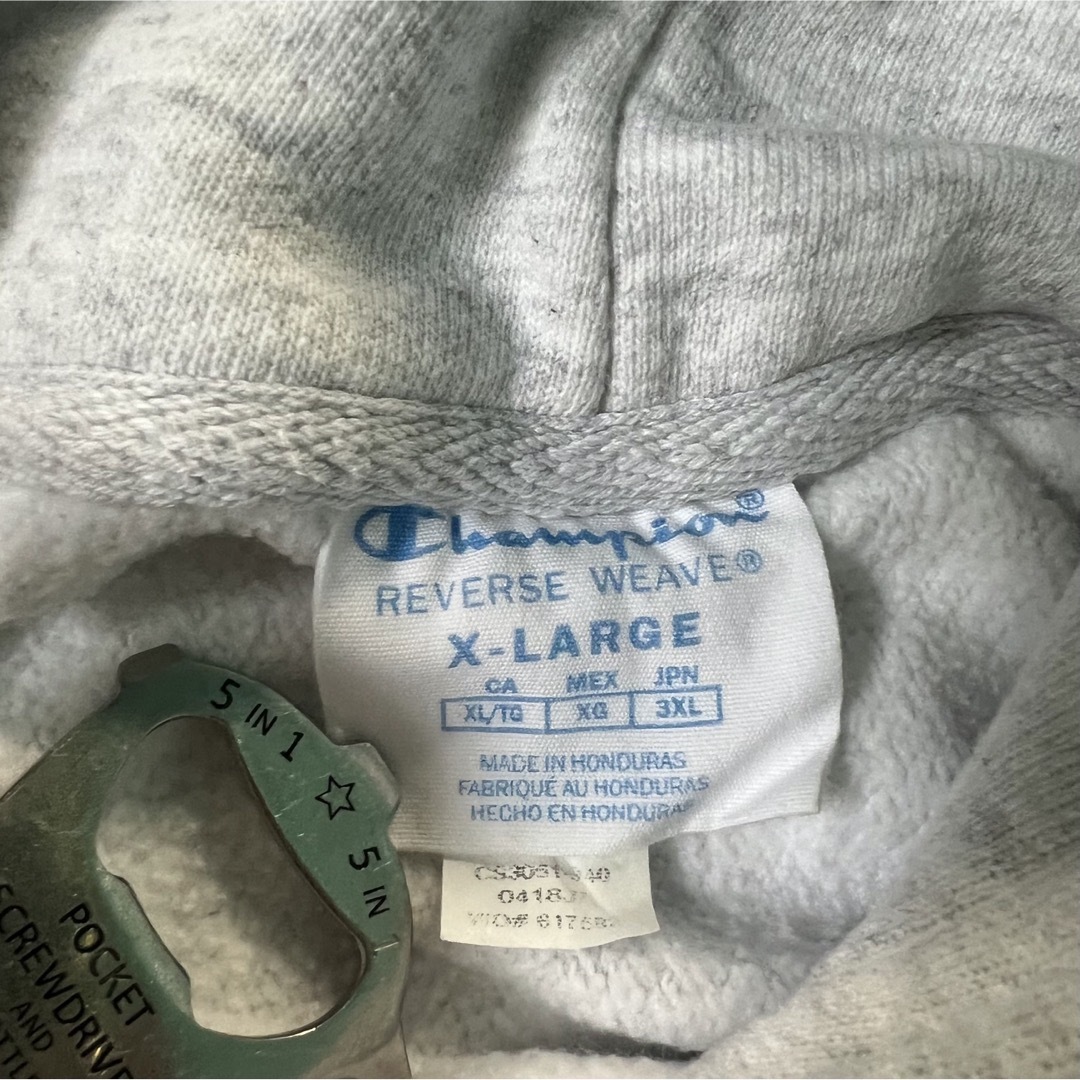 Champion®
REVERSE WEAVE®
X-LARGE
CA MEX JPN
XL/TG XG 3XL
MADE IN HONDURAS
FABRIQUÉ AU HONDURAS
HECHO EN HONDURAS
5 IN 1 ☆ 5 IN
POCKET
AND